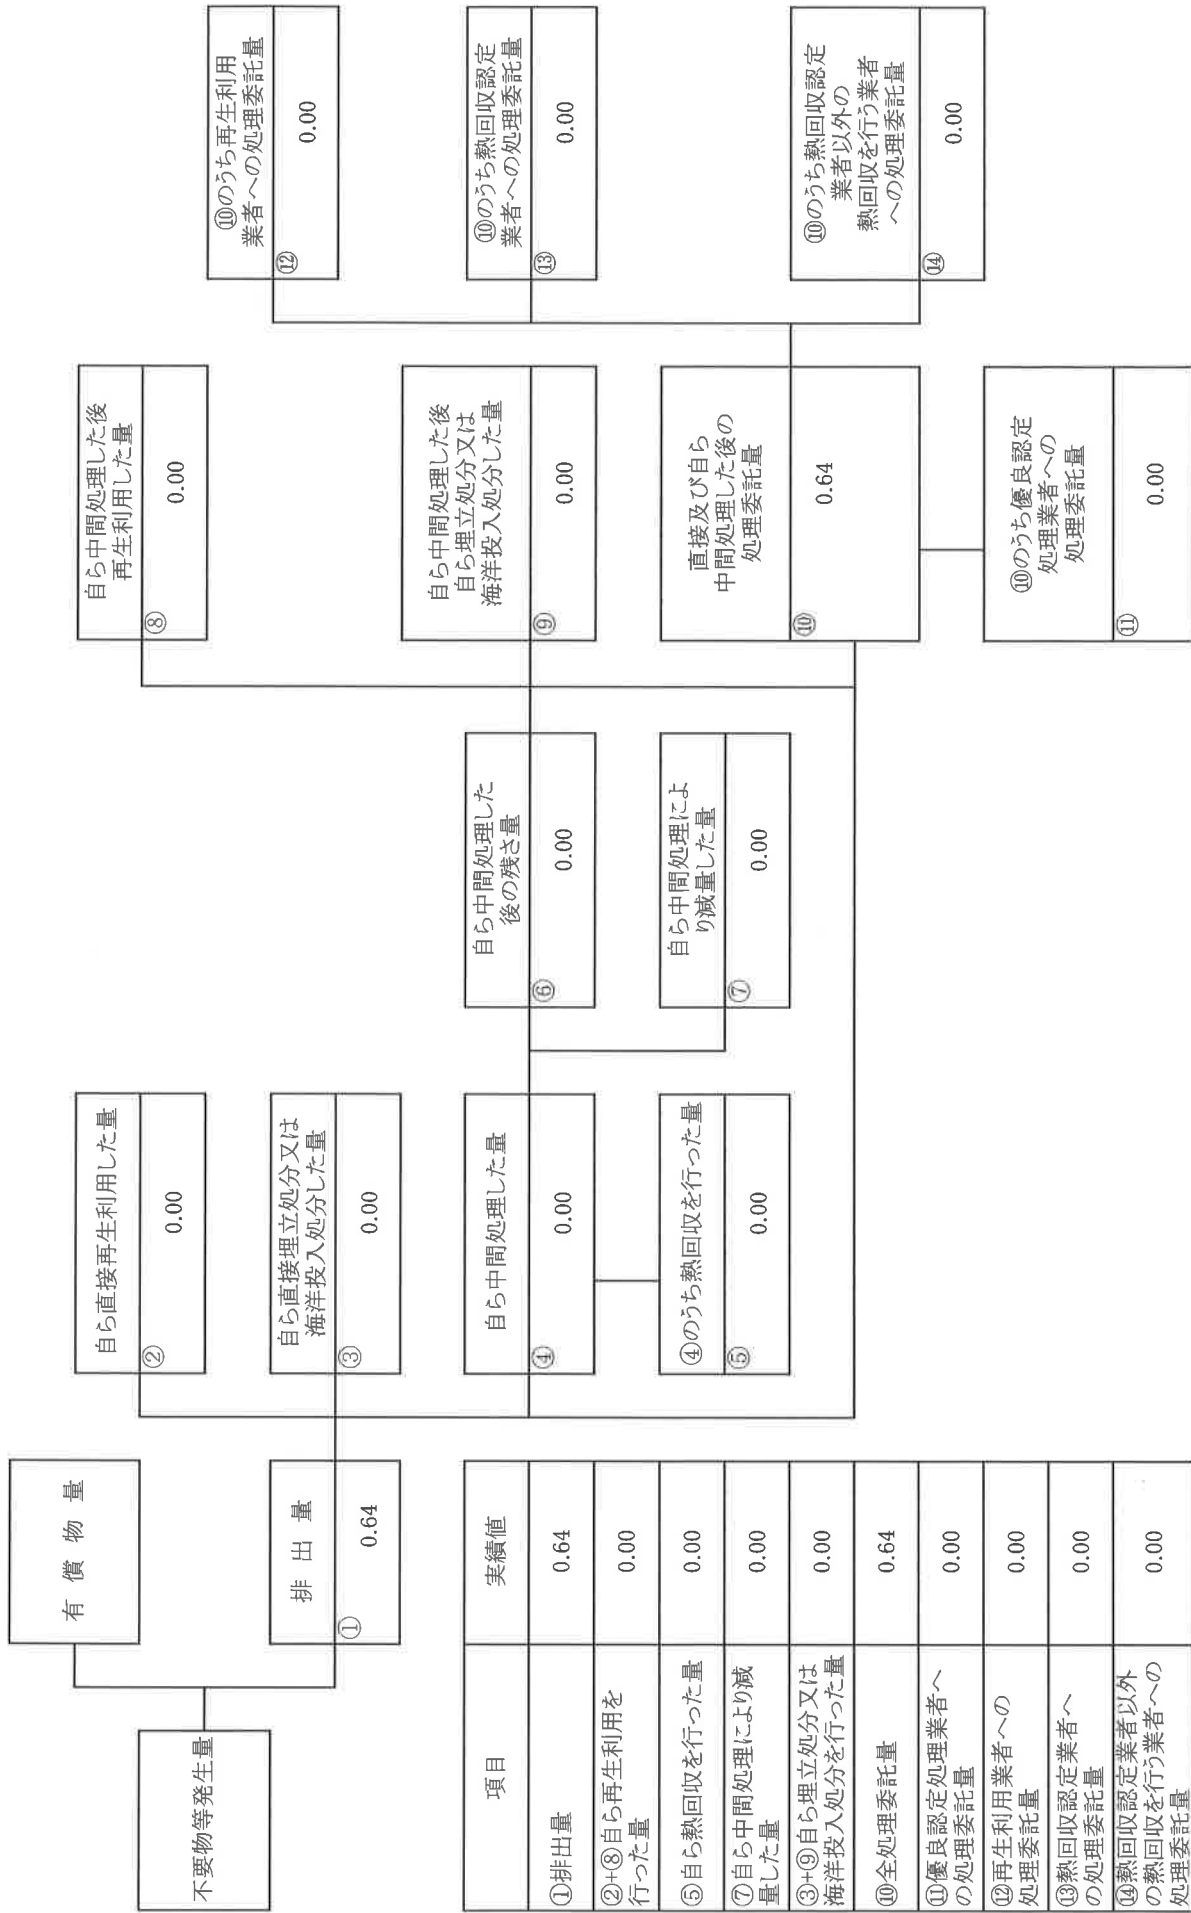 不要物等発生量
有償物量
排出量
①
0.64
自ら直接再生利用した量
②
0.00
自ら直接埋立処分又は
海洋投入処分した量
③
0.00
自ら中間処理した量
④
0.00
④のうち熱回収を行った量
⑤
0.00
自ら中間処理した
後の残さ量
⑥
0.00
自ら中間処理によ
り減量した量
⑦
0.00
自ら中間処理した後
再生利用した量
⑧
0.00
自ら中間処理した後
自ら埋立処分又は
海洋投入処分した量
⑨
0.00
直接及び自ら
中間処理した後の
処理委託量
⑩
0.64
⑩のうち優良認定
処理業者への
処理委託量
⑪
0.00
⑩のうち再生利用
業者への処理委託量
⑫
0.00
⑩のうち熱回収認定
業者への処理委託量
⑬
0.00
⑩のうち熱回収認定
業者以外の
熱回収を行う業者
への処理委託量
⑭
0.00
項目 実績値
①排出量 0.64
②+⑧自ら再生利用を
行った量 0.00
⑤自ら熱回収を行った量 0.00
⑦自ら中間処理により減
量した量 0.00
③+⑨自ら埋立処分又は
海洋投入処分を行った量 0.00
⑩全処理委託量 0.64
⑪優良認定処理業者へ
の処理委託量 0.00
⑫再生利用業者への
処理委託量 0.00
⑬熱回収認定業者へ
の処理委託量 0.00
⑭熱回収認定業者以外
の熱回収を行う業者への
処理委託量 0.00